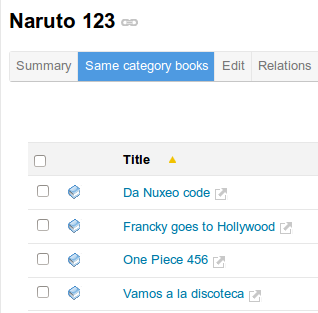 Naruto 123
Summary Same category books Edit Relations
Title
Da Nuxeo code
Francky goes to Hollywood
One Piece 456
Vamos a la discoteca